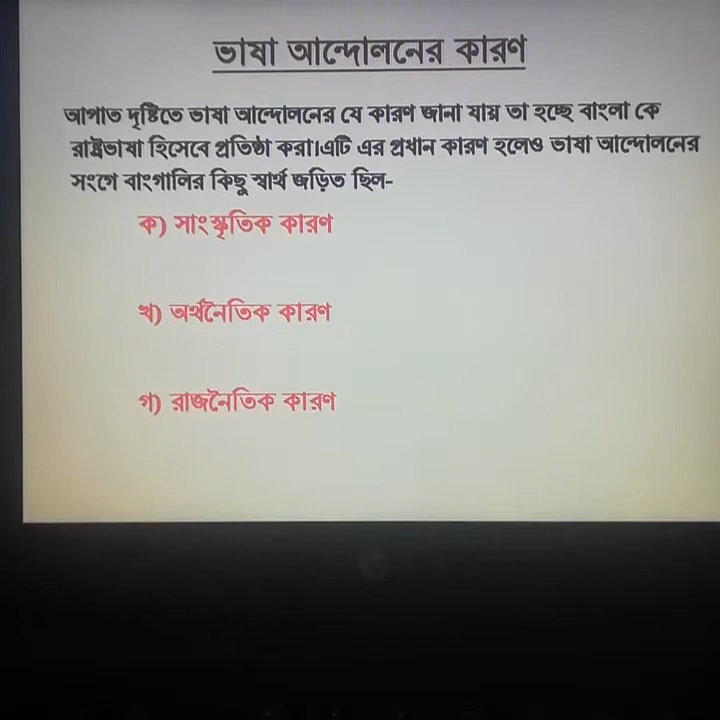 ভাষা আন্দোলনের কারণ
আপাত দৃষ্টিতে ভাষা আন্দোলনের যে কারণ জানা যায় তা হচ্ছে বাংলা কে
রাষ্ট্রভাষা হিসেবে প্রতিষ্ঠা করা।এটি এর প্রধান কারণ হলেও ভাষা আন্দোলনের
সংগে বাংগালির কিছু স্বার্থ জড়িত ছিল-
ক) সাংস্কৃতিক কারণ
খ) অর্থনৈতিক কারণ
গ) রাজনৈতিক কারণ